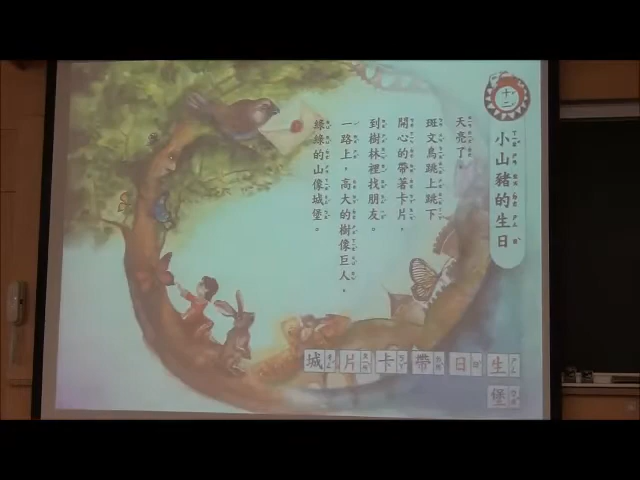 十二
小山豬的生日
天亮了。
斑文鳥跳上跳下
開心的帶著卡片，
到樹林裡找朋友。
一路上，高大的樹像巨人，
綠綠的山像城堡。
生日帶卡片城
堡